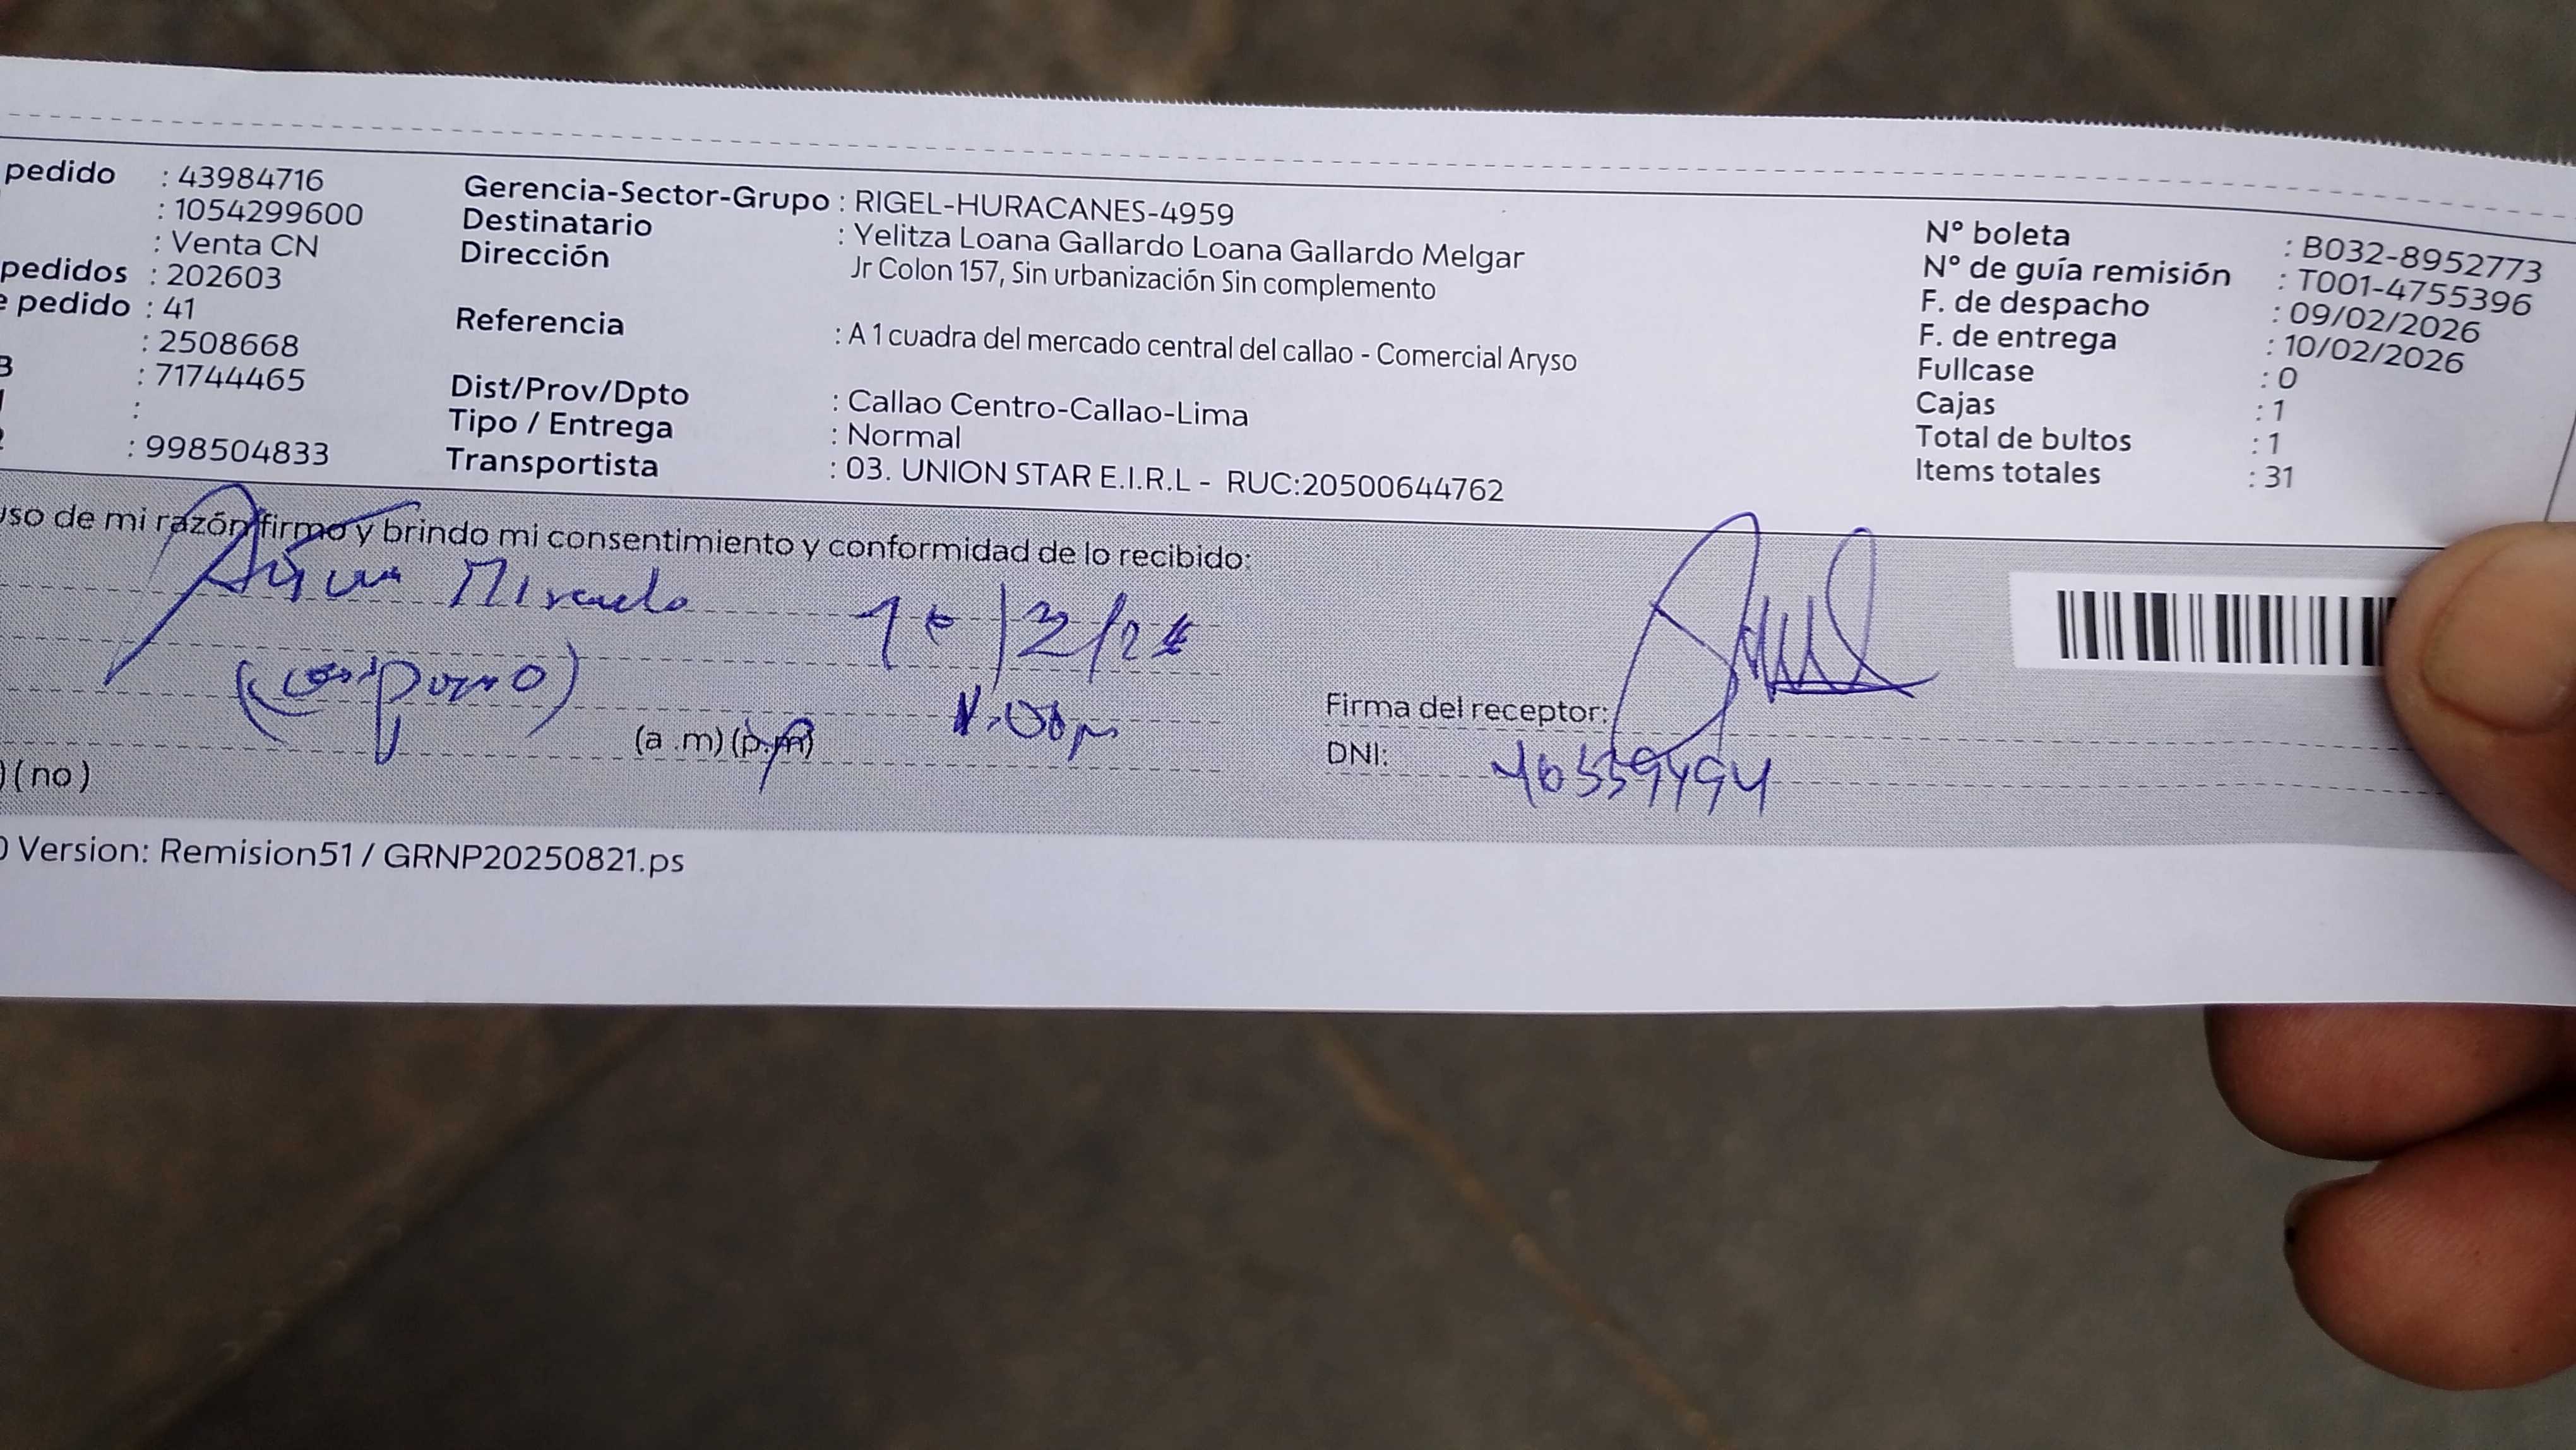 pedido : 43984716
: 1054299600
: Venta CN
pedidos : 202603
e pedido : 41
: 2508668
3 : 71744465
:
: 998504833
Gerencia-Sector-Grupo : RIGEL-HURACANES-4959
Destinatario : Yelitza Loana Gallardo Loana Gallardo Melgar
Dirección Jr Colon 157, Sin urbanización Sin complemento
Referencia : A 1 cuadra del mercado central del callao - Comercial Aryso
Dist/Prov/Dpto : Callao Centro-Callao-Lima
Tipo / Entrega : Normal
Transportista : 03. UNION STAR E.I.R.L - RUC:20500644762
N° boleta : B032-8952773
N° de guía remisión : T001-4755396
F. de despacho : 09/02/2026
F. de entrega : 10/02/2026
Fullcase : 0
Cajas : 1
Total de bultos : 1
Items totales : 31
uso de mi razón firmo y brindo mi consentimiento y conformidad de lo recibido:
(a .m) (p.m)
Firma del receptor:
DNI:
) (no)
Version: Remision51 / GRNP20250821.ps